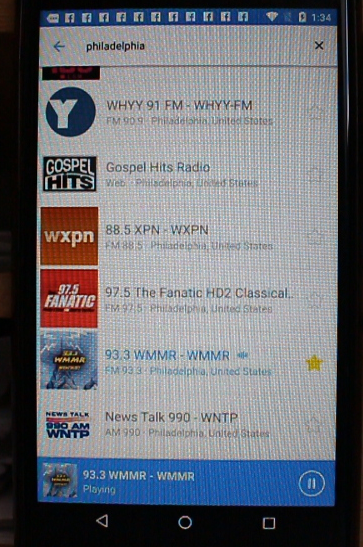 1:34
philadelphia
WHYY 91 FM - WHYY-FM
FM 90.9 · Philadelphia, United States
GOSPEL
HITS
Gospel Hits Radio
Web · Philadelphia, United States
wxpn
88.5 XPN - WXPN
FM 88.5 · Philadelphia, United States
97.5
FANATIC
97.5 The Fanatic HD2 Classical..
FM 97.5 · Philadelphia, United States
93.3
WMMR
93.3 WMMR - WMMR
FM 93.3 · Philadelphia, United States
NEWS TALK
990 AM
WNTP
News Talk 990 - WNTP
AM 990 · Philadelphia, United States
93.3 WMMR - WMMR
Playing